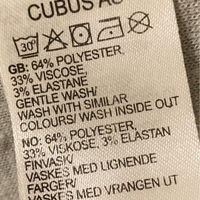 CUBUS AS
30°
GB: 64% POLYESTER,
33% VISCOSE,
3% ELASTANE
GENTLE WASH/
WASH WITH SIMILAR
COLOURS/ WASH INSIDE OUT
NO: 64% POLYESTER,
33% VISKOSE, 3% ELASTAN
FINVASK/
VASKES MED LIGNENDE
FARGER/
VASKES MED VRANGEN UT